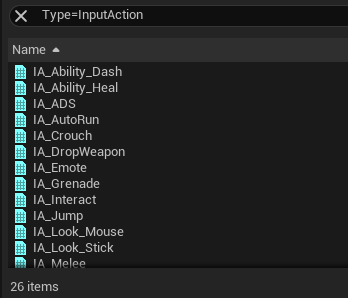 Type=InputAction
Name
IA_Ability_Dash
IA_Ability_Heal
IA_ADS
IA_AutoRun
IA_Crouch
IA_DropWeapon
IA_Emote
IA_Grenade
IA_Interact
IA_Jump
IA_Look_Mouse
IA_Look_Stick
IA_Melee
26 items